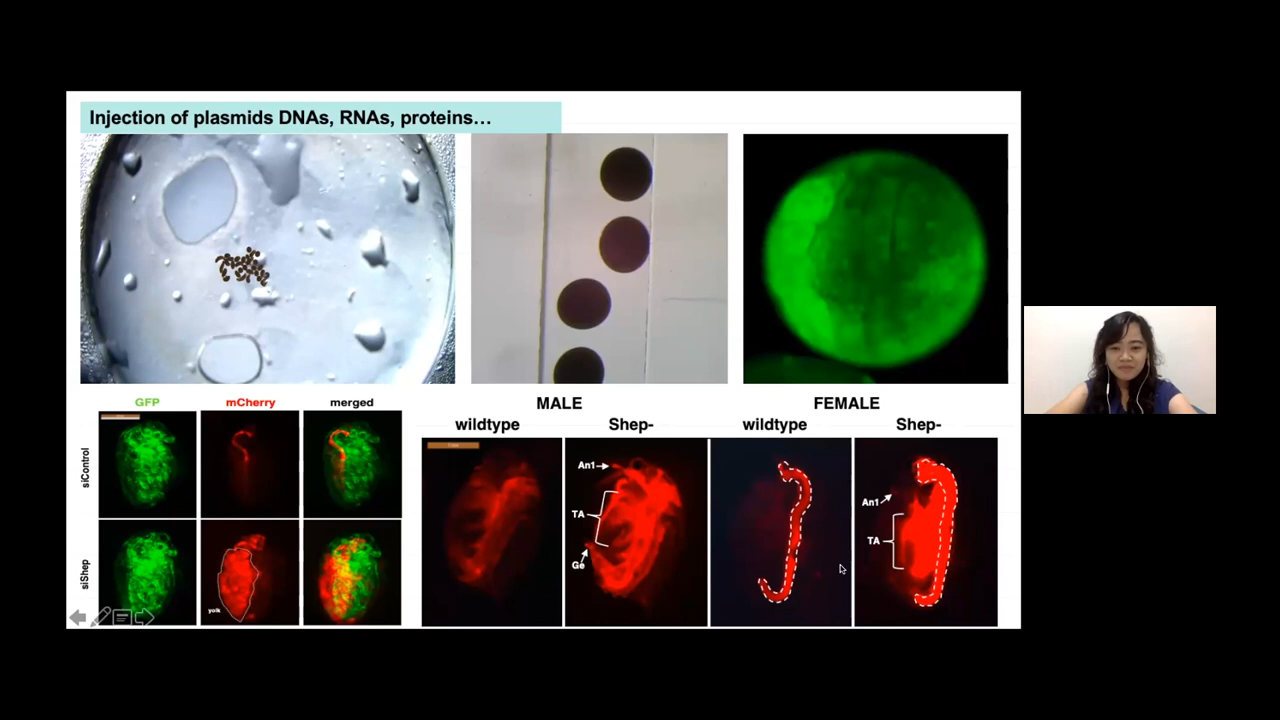 Injection of plasmids DNAs, RNAs, proteins…
GFP mCherry merged
siControl
siShep
yolk
MALE FEMALE
wildtype Shep- wildtype Shep-
An1
TA
Ge
An1
TA